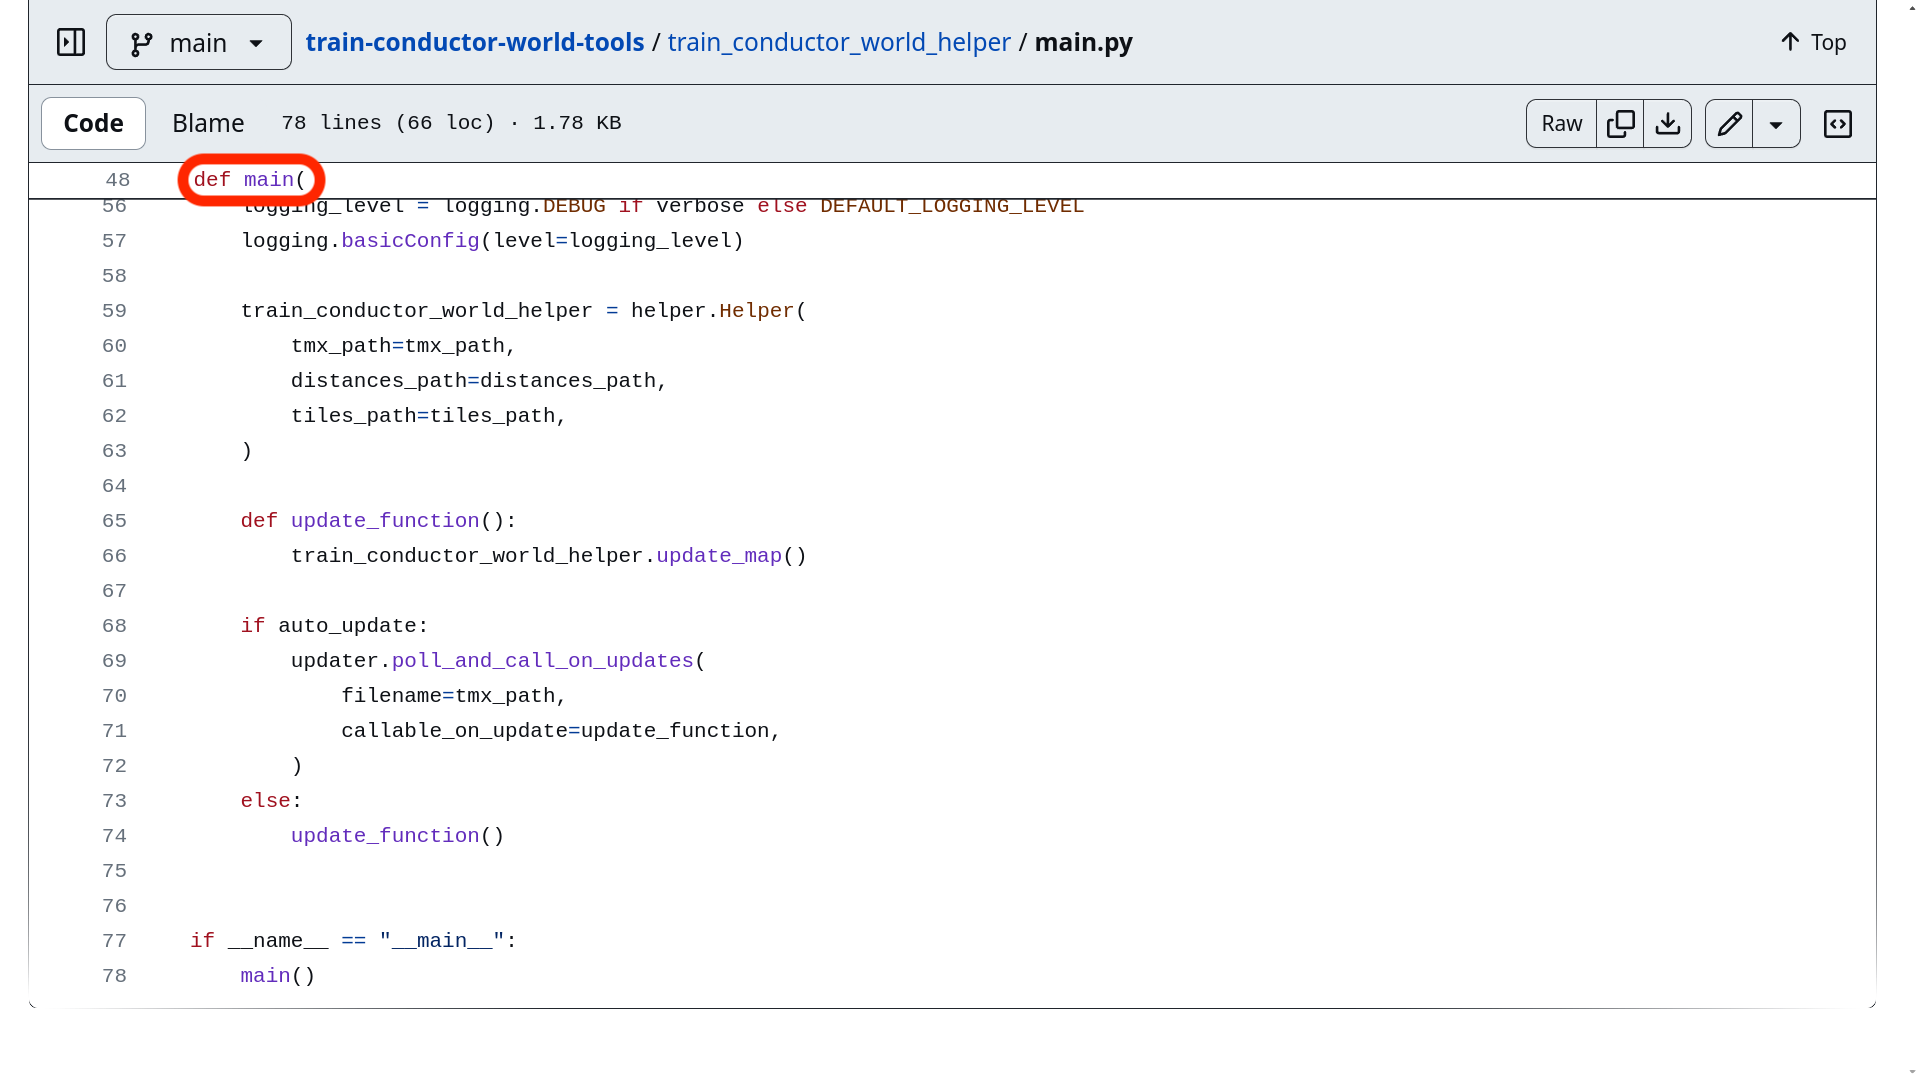 main train-conductor-world-tools / train_conductor_world_helper / main.py Top
Code Blame 78 lines (66 loc) · 1.78 KB Raw
48 def main(
56 logging_level = logging.DEBUG if verbose else DEFAULT_LOGGING_LEVEL
57 logging.basicConfig(level=logging_level)
58
59 train_conductor_world_helper = helper.Helper(
60 tmx_path=tmx_path,
61 distances_path=distances_path,
62 tiles_path=tiles_path,
63 )
64
65 def update_function():
66 train_conductor_world_helper.update_map()
67
68 if auto_update:
69 updater.poll_and_call_on_updates(
70 filename=tmx_path,
71 callable_on_update=update_function,
72 )
73 else:
74 update_function()
75
76
77 if __name__ == "__main__":
78 main()